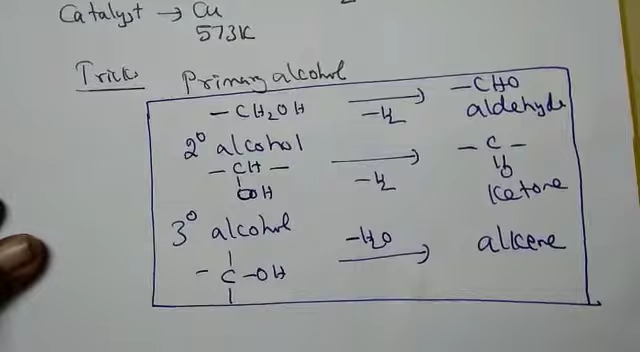 Catalyst → Cu
573K
Trick Primary alcohol
-CH₂OH -H₂ → -CHO
aldehyde
2° alcohol
-CH- -H₂ → -C-
OH O
Ketone
3° alcohol -H₂O → alkene
-C-OH